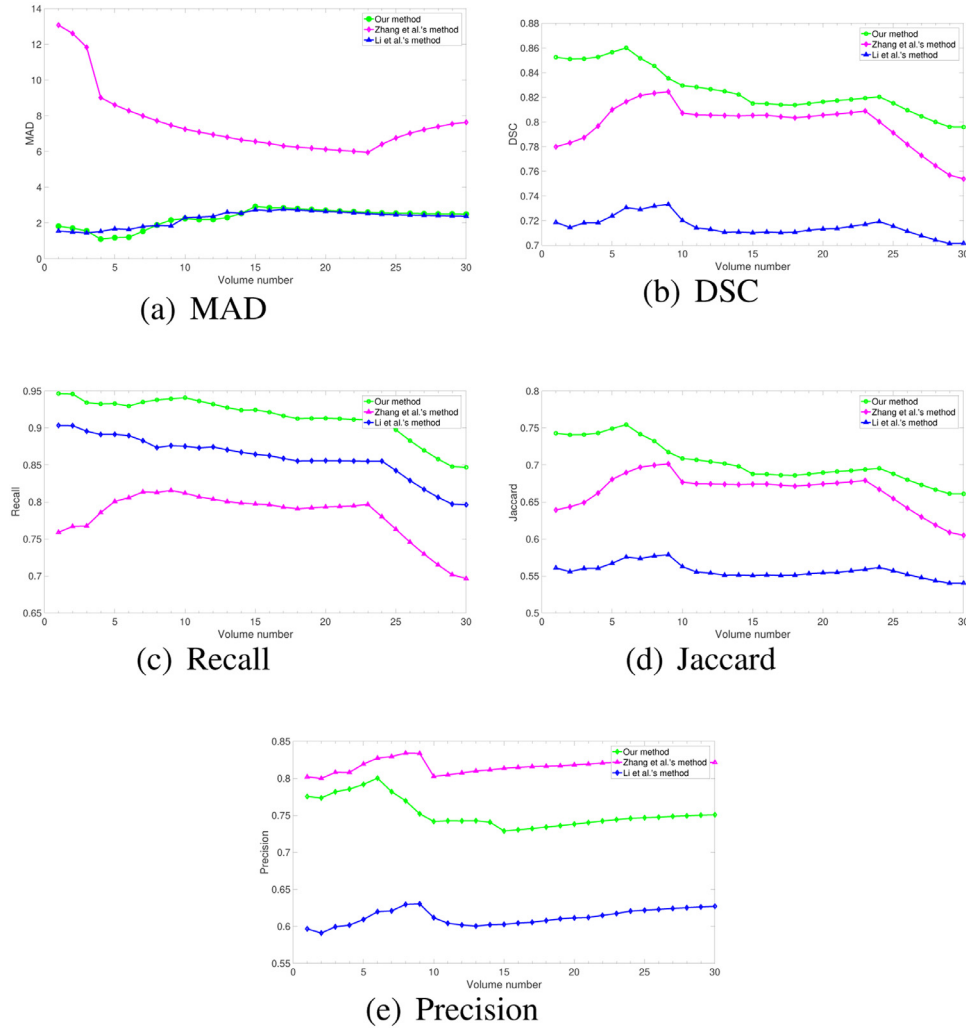 14
12
10
8
6
4
2
0
MAD
Our method
Zhang et al.'s method
Li et al.'s method
0 5 10 15 20 25 30
Volume number
(a) MAD
0.88
0.86
0.84
0.82
0.8
0.78
0.76
0.74
0.72
0.7
DSC
Our method
Zhang et al.'s method
Li et al.'s method
0 5 10 15 20 25 30
Volume number
(b) DSC
0.95
0.9
0.85
0.8
0.75
0.7
0.65
Recall
Our method
Zhang et al.'s method
Li et al.'s method
0 5 10 15 20 25 30
Volume number
(c) Recall
0.8
0.75
0.7
0.65
0.6
0.55
0.5
Jaccard
Our method
Zhang et al.'s method
Li et al.'s method
0 5 10 15 20 25 30
Volume number
(d) Jaccard
0.85
0.8
0.75
0.7
0.65
0.6
0.55
Precision
Our method
Zhang et al.'s method
Li et al.'s method
0 5 10 15 20 25 30
Volume number
(e) Precision